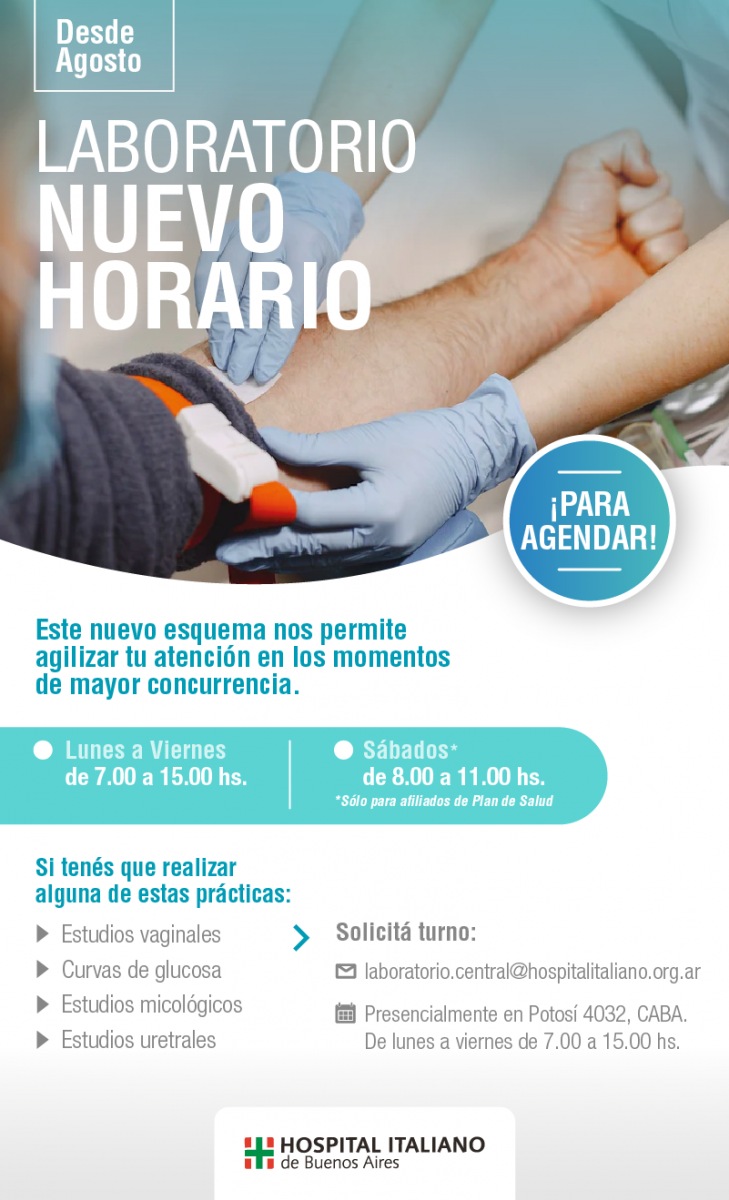 Desde
Agosto
LABORATORIO
NUEVO
HORARIO
¡PARA
AGENDAR!
Este nuevo esquema nos permite
agilizar tu atención en los momentos
de mayor concurrencia.
Lunes a Viernes
de 7.00 a 15.00 hs.
Sábados*
de 8.00 a 11.00 hs.
*Sólo para afiliados de Plan de Salud
Si tenés que realizar
alguna de estas prácticas:
Estudios vaginales
Curvas de glucosa
Estudios micológicos
Estudios uretrales
Solicitá turno:
laboratorio.central@hospitalitaliano.org.ar
Presencialmente en Potosí 4032, CABA.
De lunes a viernes de 7.00 a 15.00 hs.
HOSPITAL ITALIANO
de Buenos Aires